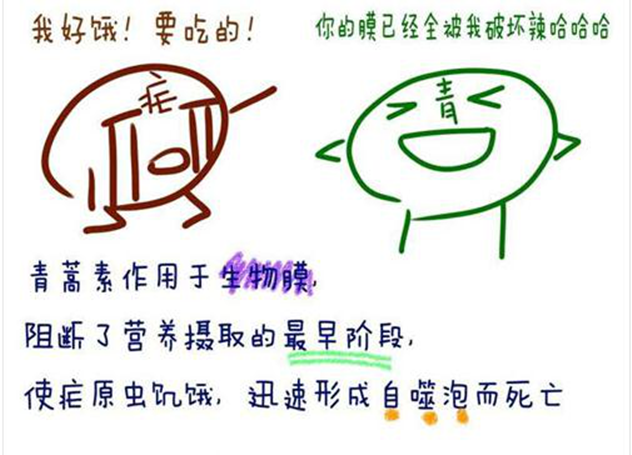 我好饿！要吃的！
你的膜已经全被我破坏辣哈哈哈
疟
青
青蒿素作用于生物膜,
阻断了营养摄取的最早阶段,
使疟原虫饥饿, 迅速形成自噬泡而死亡